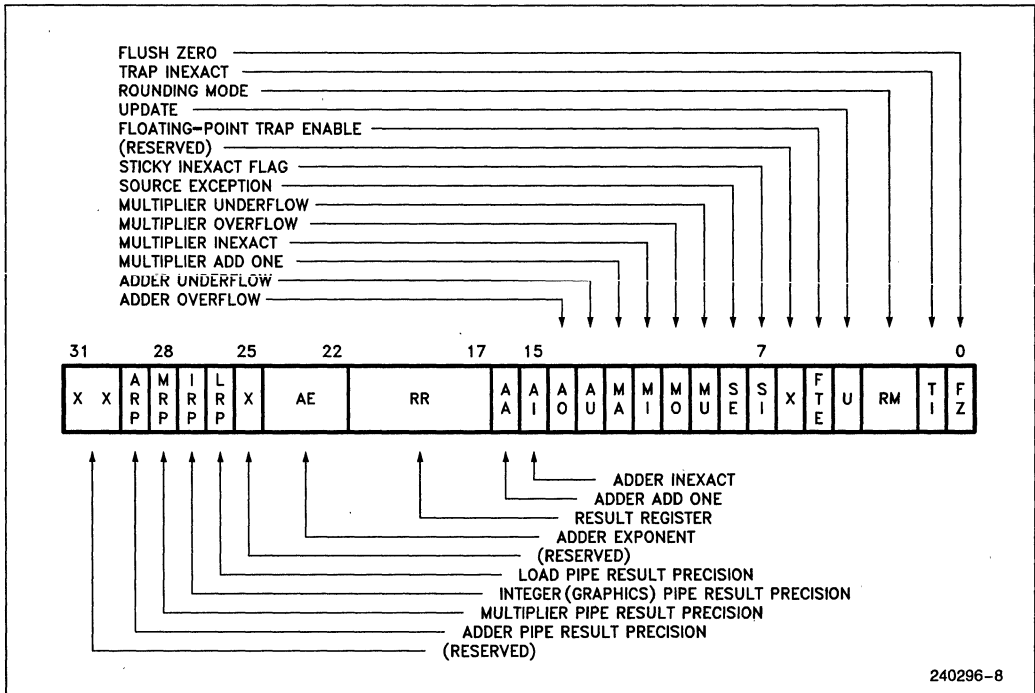 FLUSH ZERO
TRAP INEXACT
ROUNDING MODE
UPDATE
FLOATING-POINT TRAP ENABLE
(RESERVED)
STICKY INEXACT FLAG
SOURCE EXCEPTION
MULTIPLIER UNDERFLOW
MULTIPLIER OVERFLOW
MULTIPLIER INEXACT
MULTIPLIER ADD ONE
ADDER UNDERFLOW
ADDER OVERFLOW
31 28 25 22 17 15 7 0
X X ARP MRP IRP LRP X AE RR AA AI AO AU MA MI MO MU SE SI X FTE U RM TI FZ
ADDER INEXACT
ADDER ADD ONE
RESULT REGISTER
ADDER EXPONENT
(RESERVED)
LOAD PIPE RESULT PRECISION
INTEGER (GRAPHICS) PIPE RESULT PRECISION
MULTIPLIER PIPE RESULT PRECISION
ADDER PIPE RESULT PRECISION
(RESERVED)
240296-8